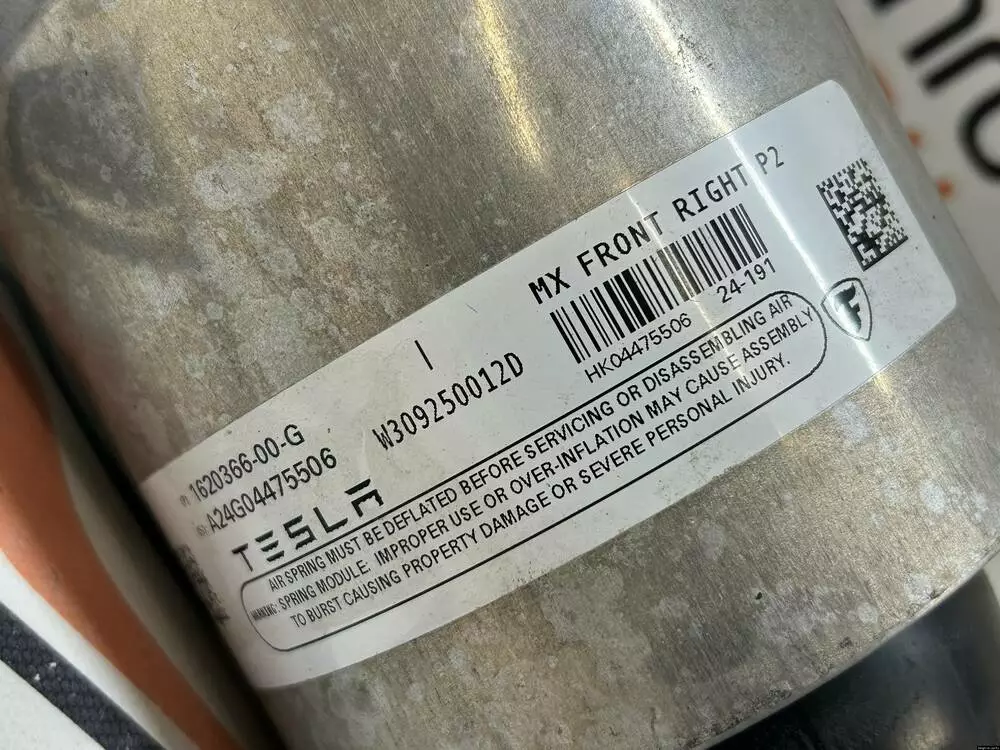 MX FRONT RIGHT P2
HK04475506
24-191
I
W309250012D
1620366-00-G
A24G04475506
TESLA
AIR SPRING MUST BE DEFLATED BEFORE SERVICING OR DISASSEMBLING AIR
WARNING: SPRING MODULE. IMPROPER USE OR OVER-INFLATION MAY CAUSE ASSEMBLY
TO BURST CAUSING PROPERTY DAMAGE OR SEVERE PERSONAL INJURY.
F